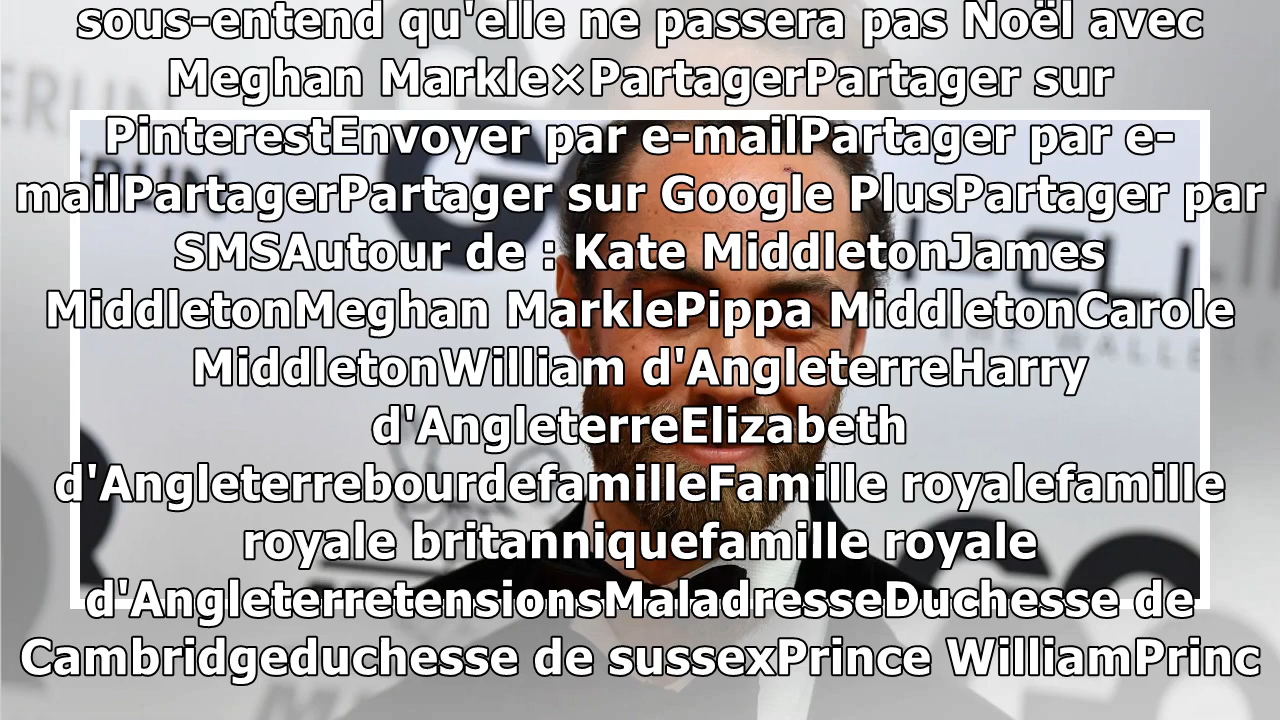 sous-entend qu'elle ne passera pas Noël avec
Meghan Markle×PartagerPartager sur
PinterestEnvoyer par e-mailPartager par e-
mailPartagerPartager sur Google PlusPartager par
SMSAutour de : Kate MiddletonJames
MiddletonMeghan MarklePippa MiddletonCarole
MiddletonWilliam d'AngleterreHarry
d'AngleterreElizabeth
d'AngleterrebourdefamilleFamille royalefamille
royale britanniquefamille royale
d'AngleterretensionsMaladresseDuchesse de
Cambridgeduchesse de sussexPrince WilliamPrinc